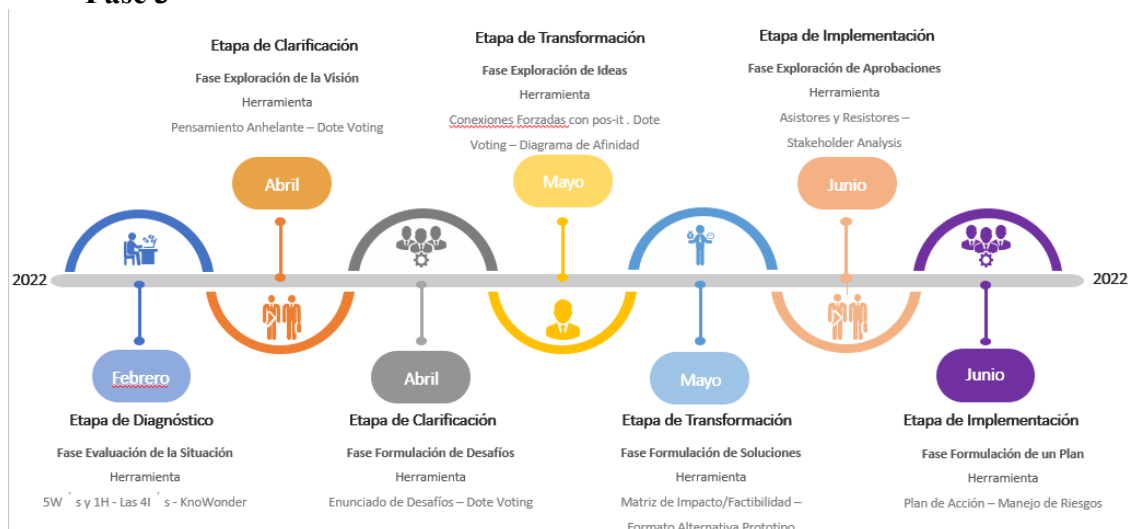 Fase 3
Etapa de Clarificación
Fase Exploración de la Visión
Herramienta
Pensamiento Anhelante – Dote Voting
Abril
Etapa de Transformación
Fase Exploración de Ideas
Herramienta
Conexiones Forzadas con pos-it . Dote
Voting – Diagrama de Afinidad
Mayo
Etapa de Implementación
Fase Exploración de Aprobaciones
Herramienta
Asistores y Resistores –
Stakeholder Analysis
Junio
2022
2022
Febrero
Etapa de Diagnóstico
Fase Evaluación de la Situación
Herramienta
5W ´s y 1H - Las 4I ´s - KnoWonder
Abril
Etapa de Clarificación
Fase Formulación de Desafíos
Herramienta
Enunciado de Desafíos – Dote Voting
Mayo
Etapa de Transformación
Fase Formulación de Soluciones
Herramienta
Matriz de Impacto/Factibilidad –
Formato Alternativa Prototipo
Junio
Etapa de Implementación
Fase Formulación de un Plan
Herramienta
Plan de Acción – Manejo de Riesgos